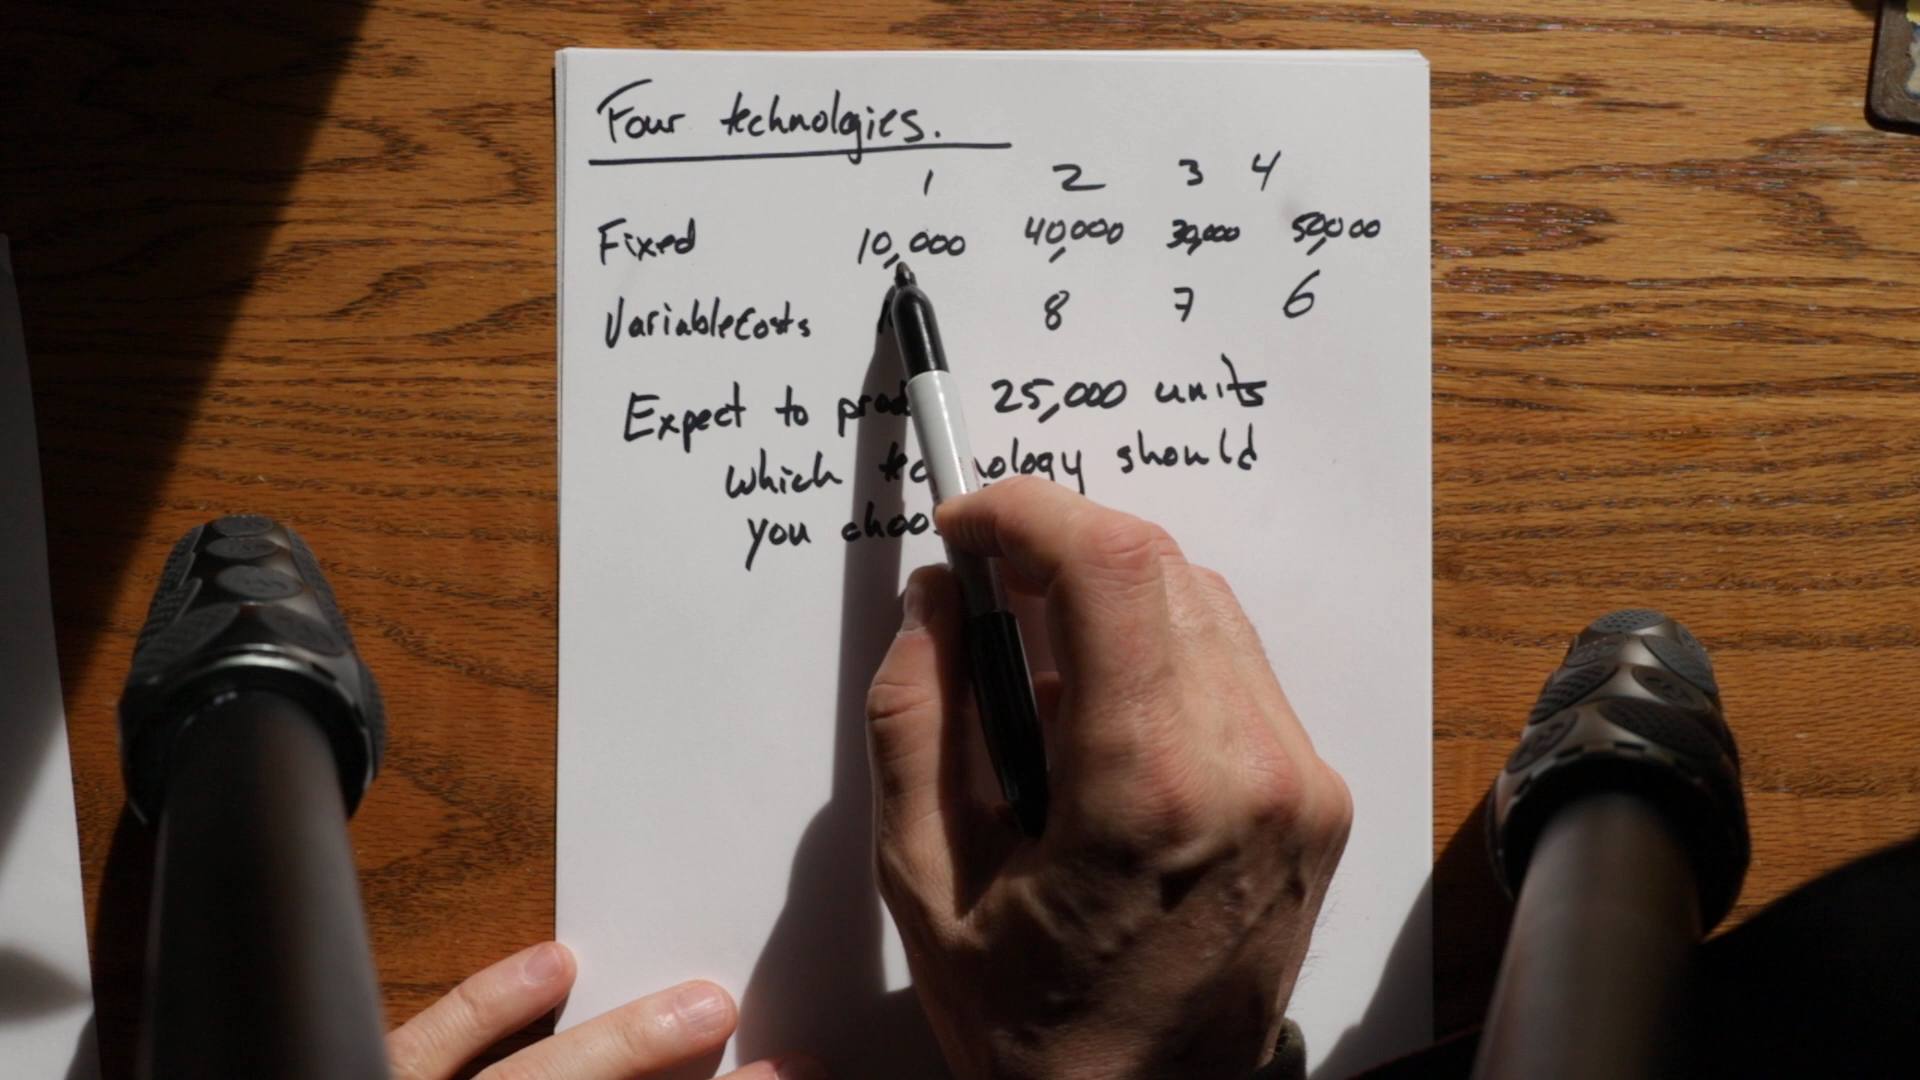 Four technologies.
1 2 3 4
Fixed 10,000 40,000 30,000 50,000
Variable Costs 8 7 6
Expect to 25,000 units
which should
you